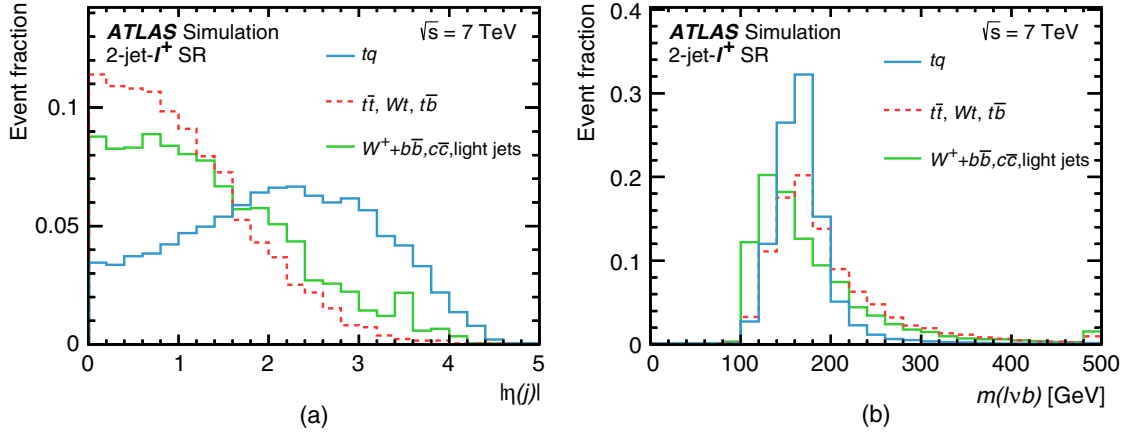 Event fraction
ATLAS Simulation
2-jet-l⁺ SR
√s = 7 TeV
tq
tt̄, Wt, tb̄
W⁺+bb̄,cc̄,light jets
0.1
0.05
0
0 1 2 3 4 5
|η(j)|
(a)
Event fraction
ATLAS Simulation
2-jet-l⁺ SR
√s = 7 TeV
tq
tt̄, Wt, tb̄
W⁺+bb̄,cc̄,light jets
0.4
0.3
0.2
0.1
0
0 100 200 300 400 500
m(lνb) [GeV]
(b)